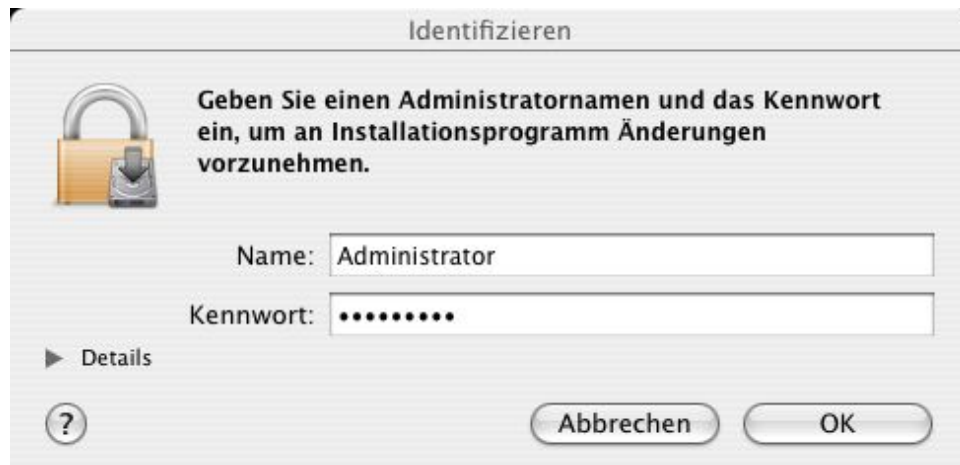 Identifizieren
Geben Sie einen Administratornamen und das Kennwort
ein, um an Installationsprogramm Änderungen
vorzunehmen.
Name: Administrator
Kennwort: •••••••••
Details
? Abbrechen OK